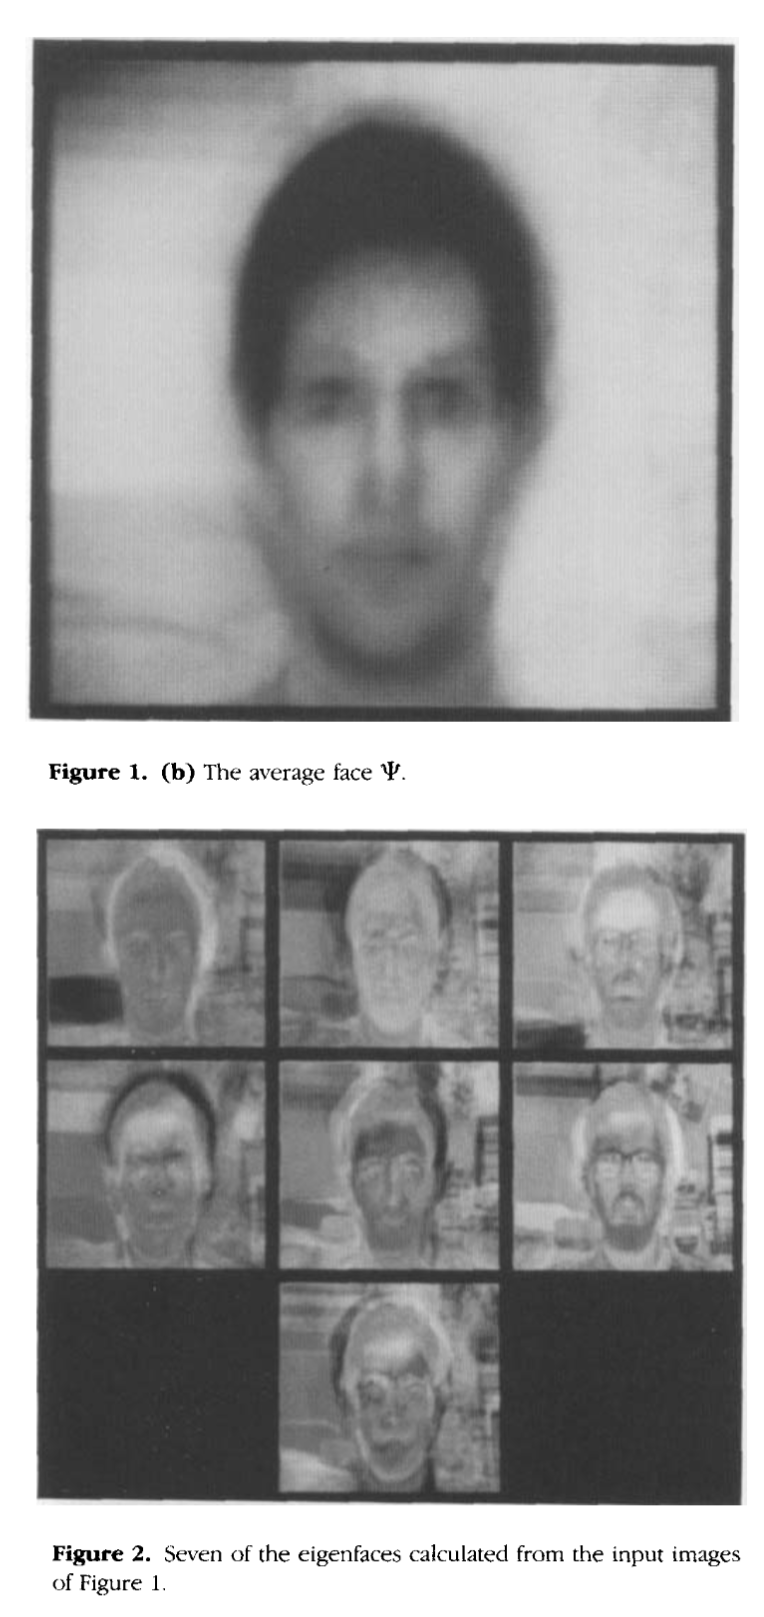 Figure 1. (b) The average face Ψ.
Figure 2. Seven of the eigenfaces calculated from the input images
of Figure 1.